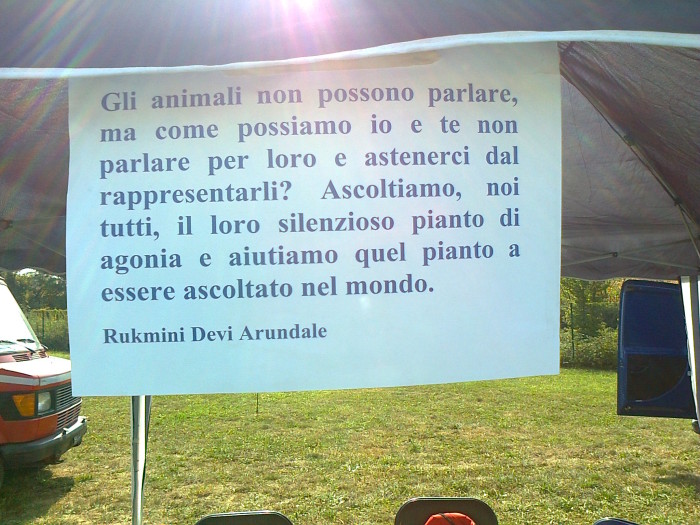 Gli animali non possono parlare,
ma come possiamo io e te non
parlare per loro e astenerci dal
rappresentarli? Ascoltiamo, noi
tutti, il loro silenzioso pianto di
agonia e aiutiamo quel pianto a
essere ascoltato nel mondo.
Rukmini Devi Arundale